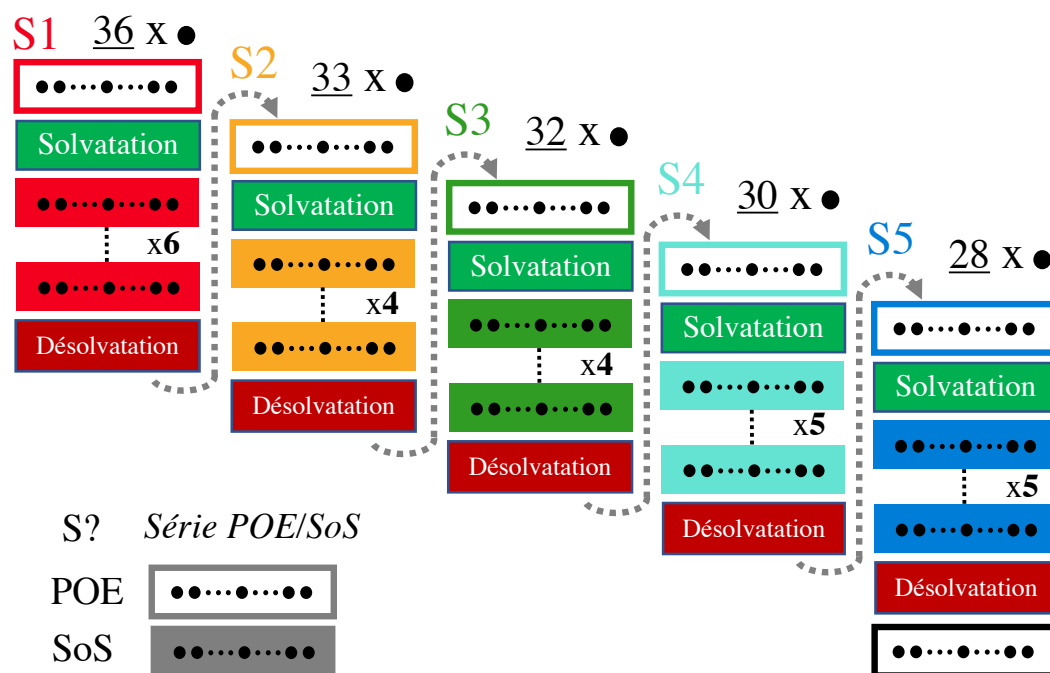 S1 36 x ●
Solvatation
x6
Désolvatation
S2 33 x ●
Solvatation
x4
Désolvatation
S3 32 x ●
Solvatation
x4
Désolvatation
S4 30 x ●
Solvatation
x5
Désolvatation
S5 28 x ●
Solvatation
x5
Désolvatation
S? Série POE/SoS
POE
SoS